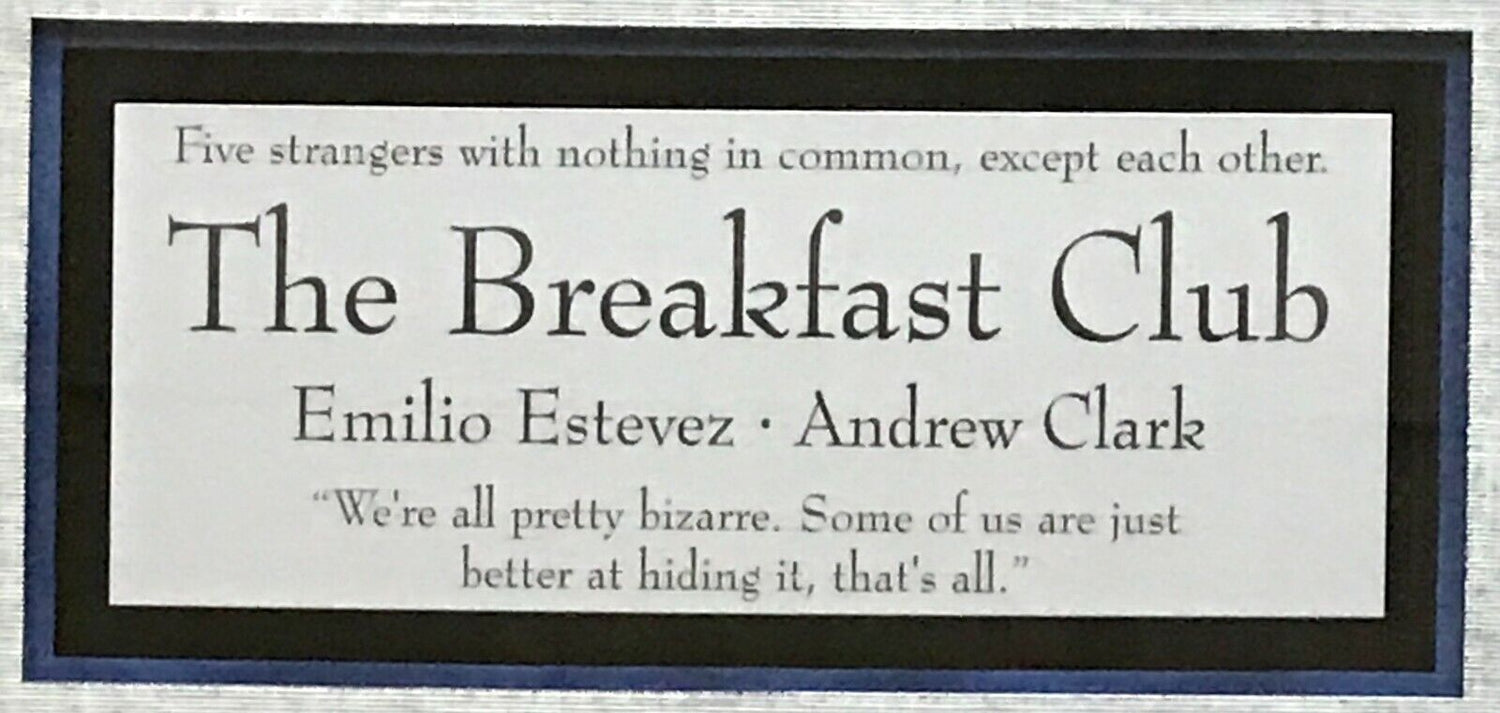 Five strangers with nothing in common, except each other.
The Breakfast Club
Emilio Estevez · Andrew Clark
“We're all pretty bizarre. Some of us are just
better at hiding it, that's all.”